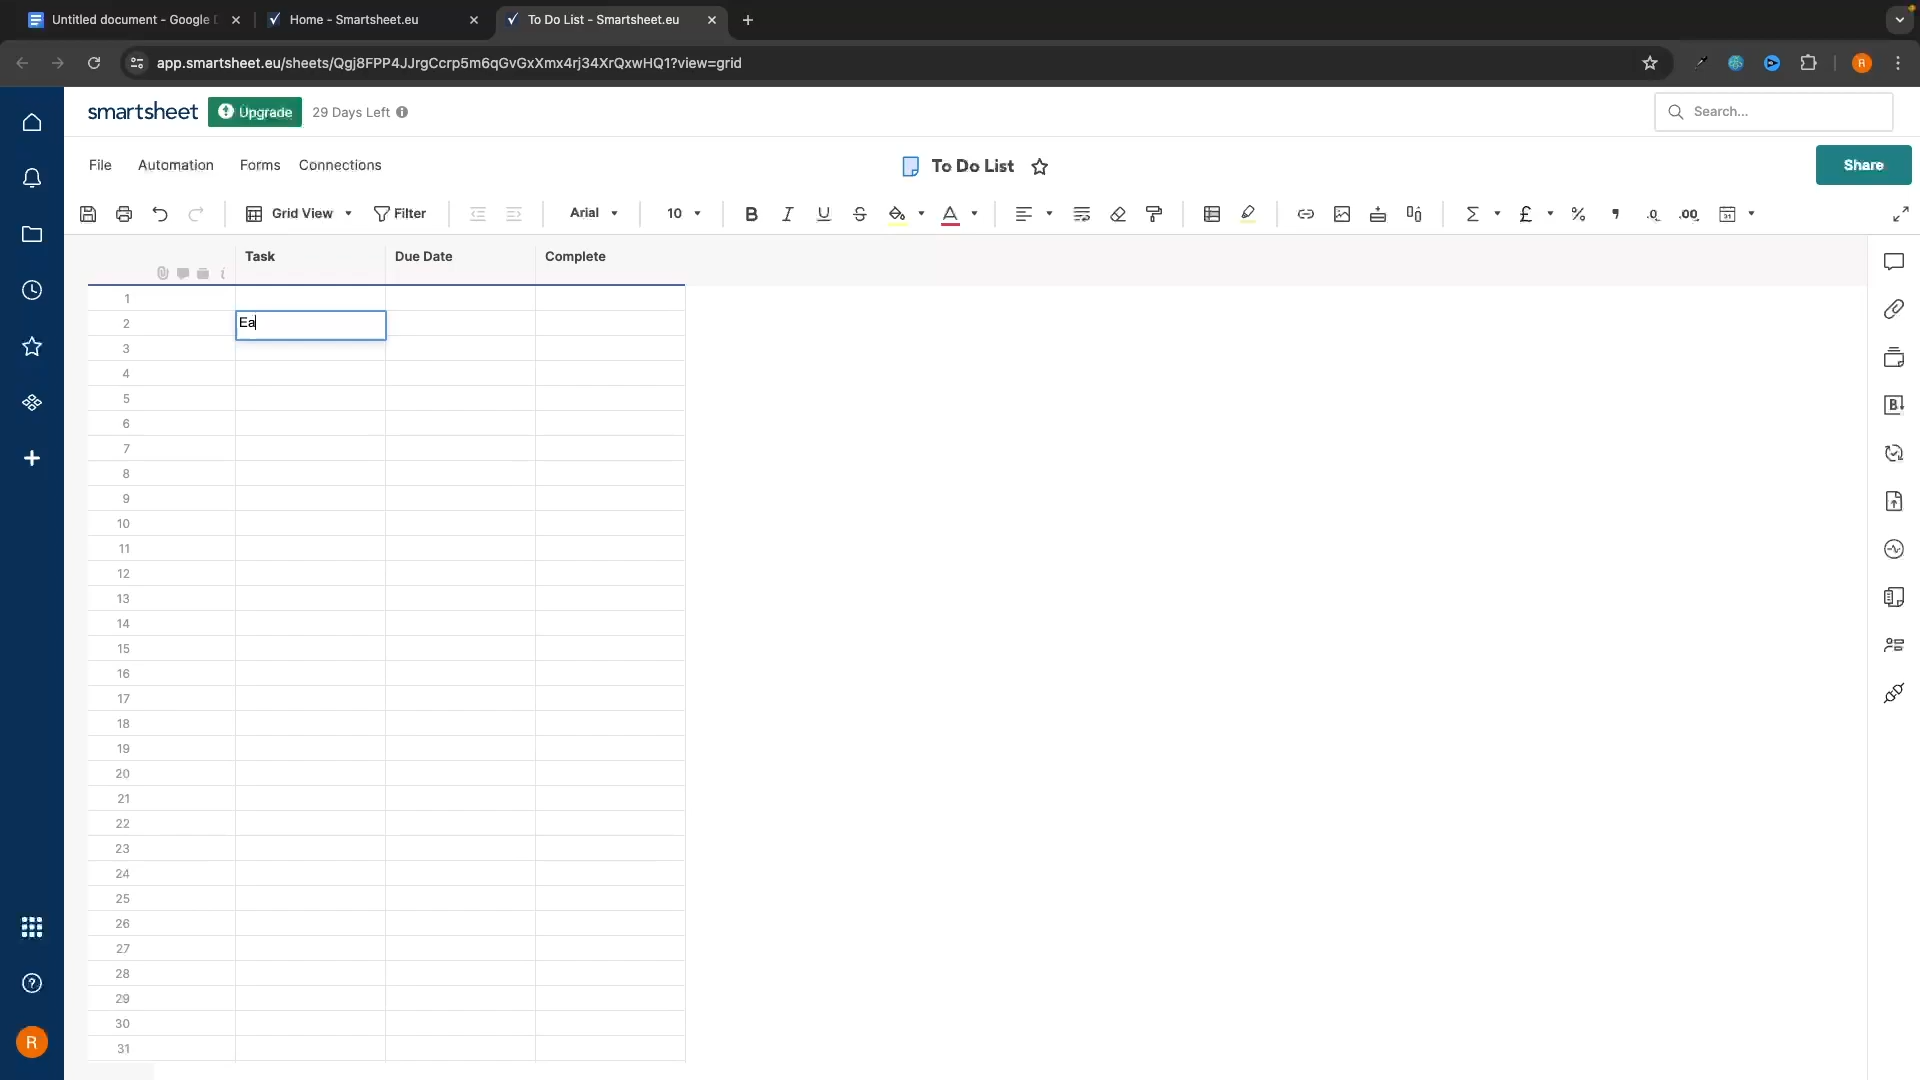 Untitled document - Google D
Home - Smartsheet.eu
To Do List - Smartsheet.eu
app.smartsheet.eu/sheets/Qgj8FPP4JJrgCcrp5m6qGvGxXmx4rj34XrQxwHQ1?view=grid
R
smartsheet
Upgrade
29 Days Left
Search...
File
Automation
Forms
Connections
To Do List
Share
Grid View
Filter
Arial
10
B
I
U
S
A
Σ
£
%
.0
.00
31
Task
Due Date
Complete
1
2
Ea
3
4
5
6
7
8
9
10
11
12
13
14
15
16
17
18
19
20
21
22
23
24
25
26
27
28
29
30
31
R